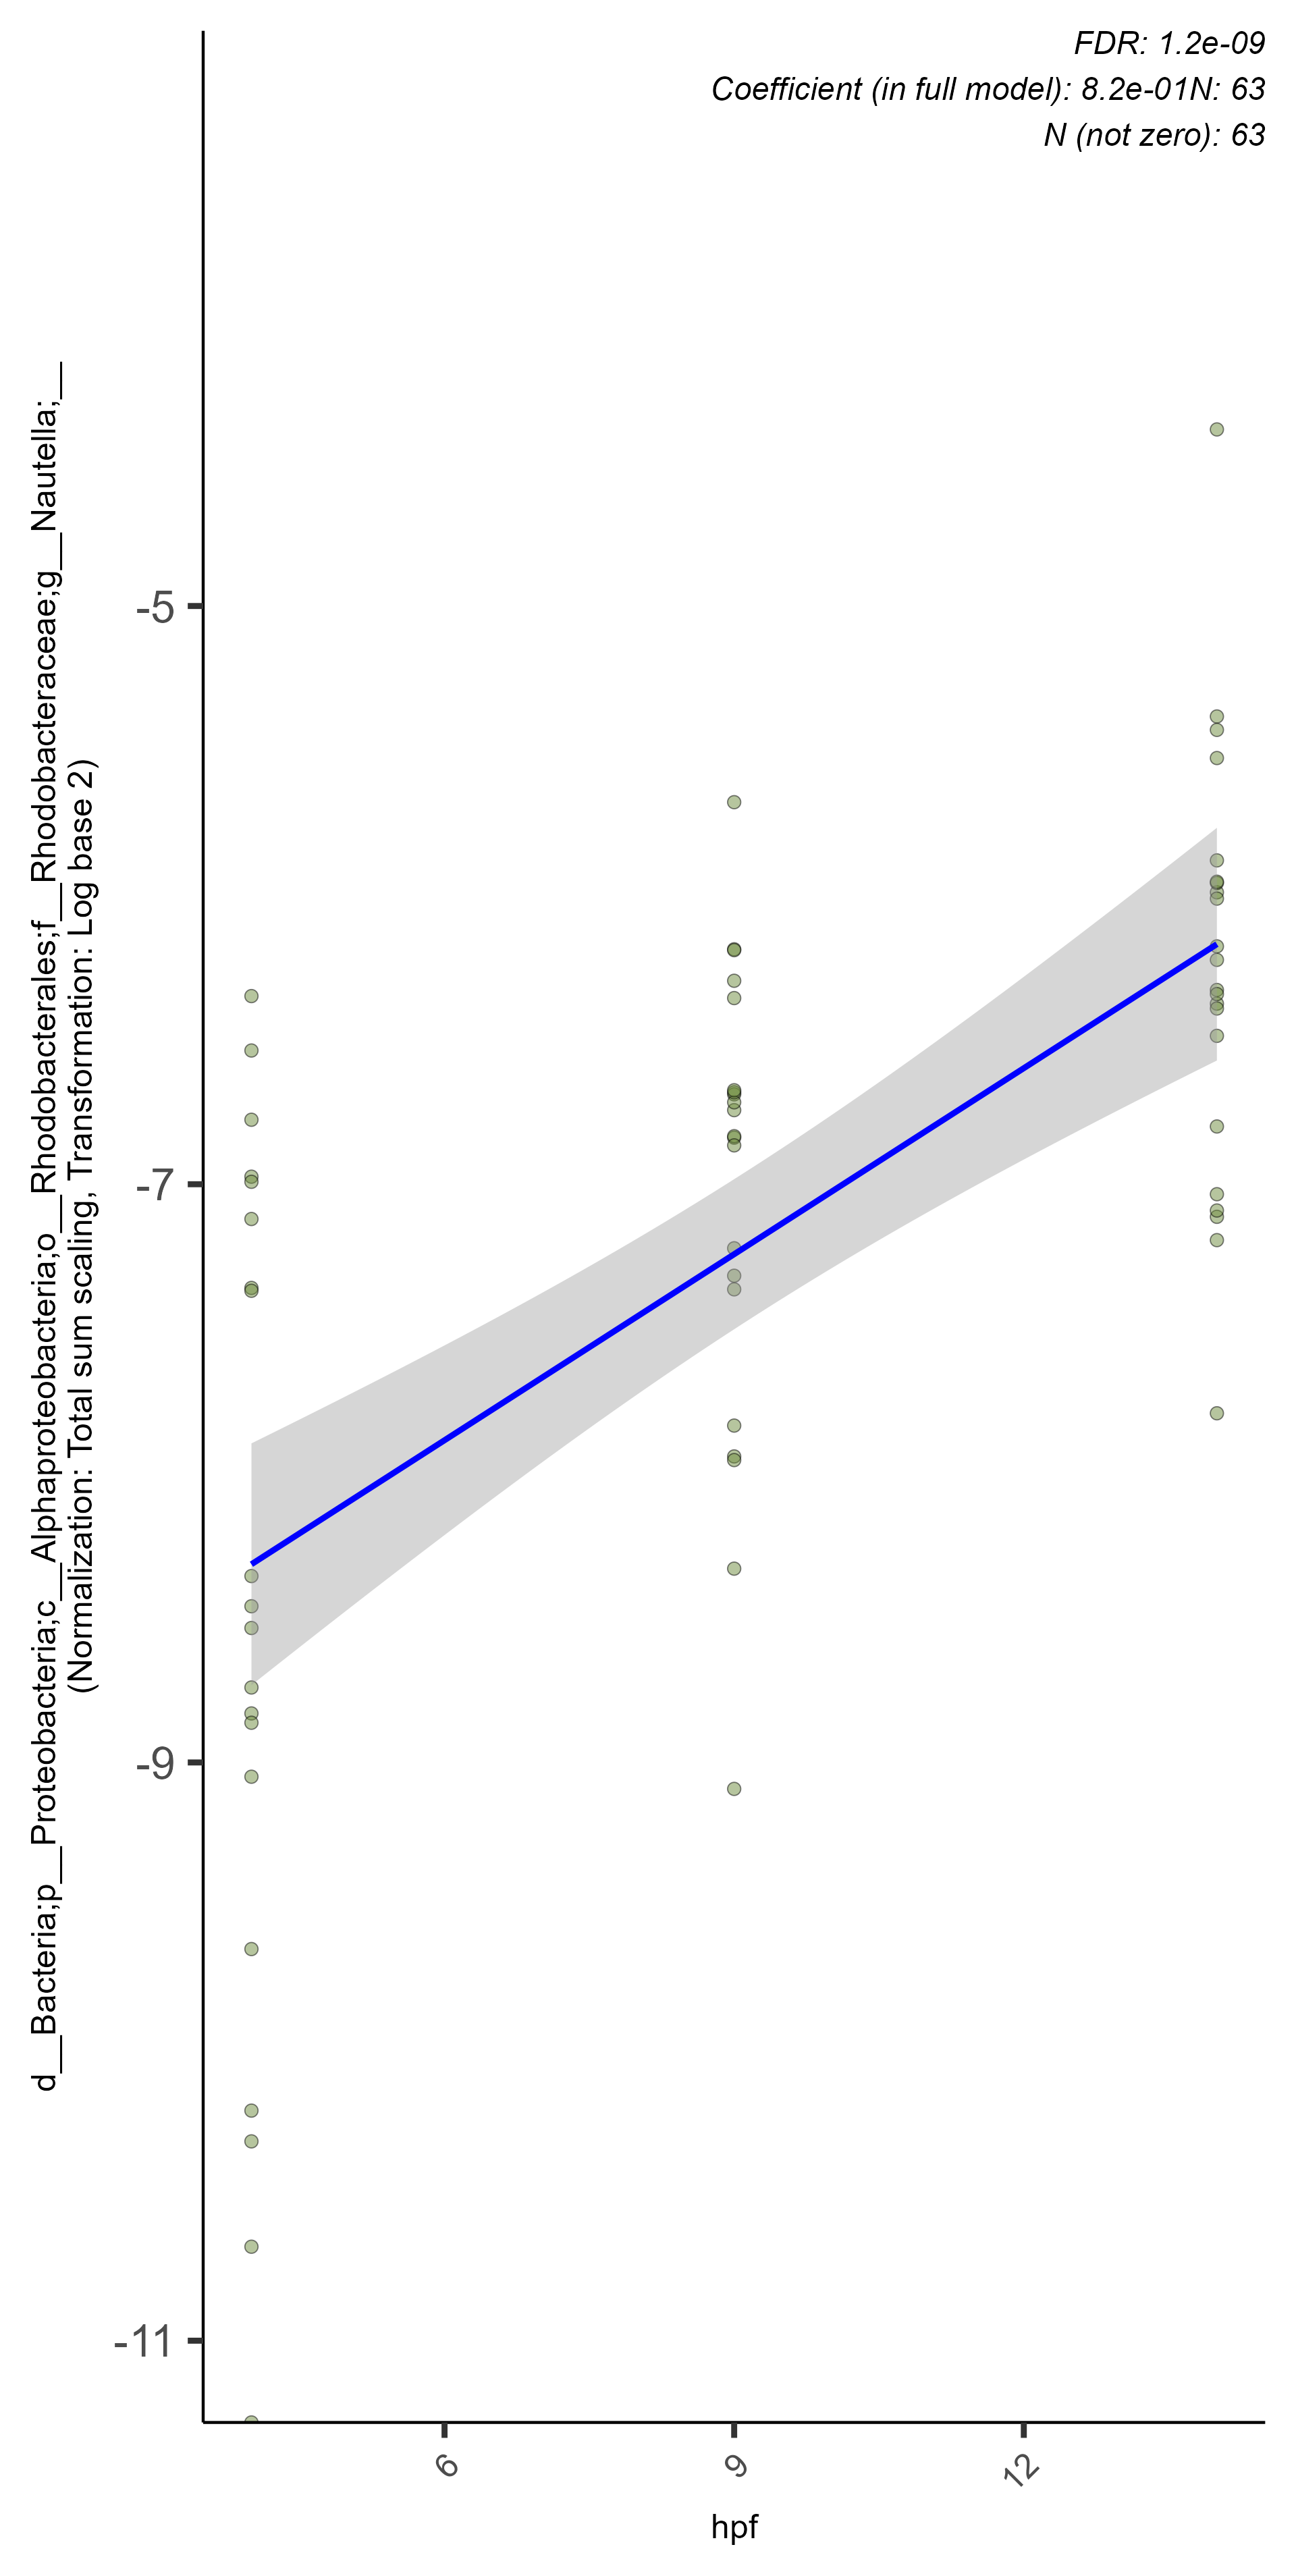 FDR: 1.2e-09
Coefficient (in full model): 8.2e-01N: 63
N (not zero): 63
d__Bacteria;p__Proteobacteria;c__Alphaproteobacteria;o__Rhodobacterales;f__Rhodobacteraceae;g__Nautella;__
(Normalization: Total sum scaling, Transformation: Log base 2)
-5
-7
-9
-11
6
9
12
hpf